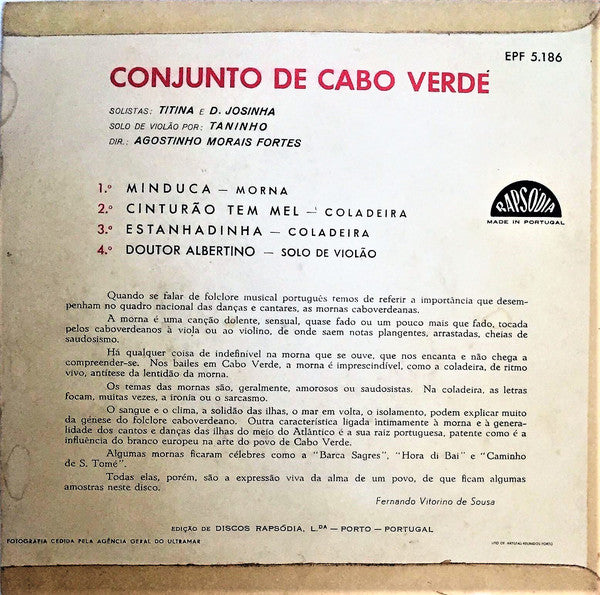 EPF 5.186
CONJUNTO DE CABO VERDE
SOLISTAS: TITINA E D. JOSINHA
SOLO DE VIOLÃO POR: TANINHO
DIR.: AGOSTINHO MORAIS FORTES
1.º MINDUCA — MORNA
2.º CINTURÃO TEM MEL — COLADEIRA
3.º ESTANHADINHA — COLADEIRA
4.º DOUTOR ALBERTINO — SOLO DE VIOLÃO
RAPSÓDIA
MADE IN PORTUGAL
Quando se falar de folclore musical português temos de referir a importância que desem-
penham no quadro nacional das danças e cantares, as mornas caboverdeanas.
A morna é uma canção dolente, sensual, quase fado ou um pouco mais que fado, tocada
pelos caboverdeanos à viola ou ao violino, de onde saem notas plangentes, arrastadas, cheias de
saudosismo.
Há qualquer coisa de indefinível na morna que se ouve, que nos encanta e não chega a
compreender-se. Nos bailes em Cabo Verde, a morna é imprescindível, como a coladeira, de ritmo
vivo, antítese da lentidão da morna.
Os temas das mornas são, geralmente, amorosos ou saudosistas. Na coladeira, as letras
focam, muitas vezes, a ironia ou o sarcasmo.
O sangue e o clima, a solidão das ilhas, o mar em volta, o isolamento, podem explicar muito
da génese do folclore caboverdeano. Outra característica ligada intimamente à morna e à genera-
lidade dos cantos e danças das ilhas do meio do Atlântico é a sua raiz portuguesa, patente como é a
influência do branco europeu na arte do povo de Cabo Verde.
Algumas mornas ficaram célebres como a "Barca Sagres", "Hora di Bai" e "Caminho
de S. Tomé".
Todas elas, porém, são a expressão viva da alma de um povo, de que ficam algumas
amostras neste disco.
Fernando Vitorino de Sousa
EDIÇÃO DE DISCOS RAPSÓDIA, L.DA — PORTO — PORTUGAL
FOTOGRAFIA CEDIDA PELA AGÊNCIA GERAL DO ULTRAMAR